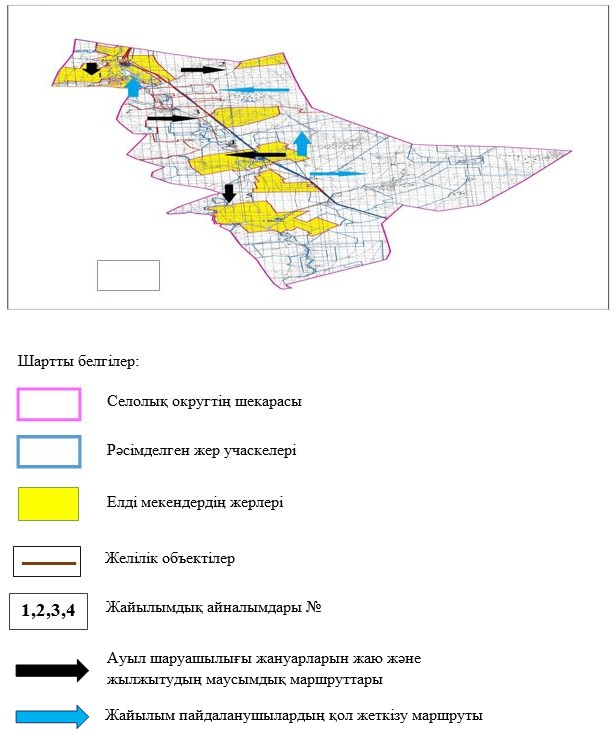 Шартты белгілер:
Селолық округтің шекарасы
Рәсімделген жер учаскелері
Елді мекендердің жерлері
Желілік объектілер
1,2,3,4 Жайылымдық айналымдары №
Ауыл шаруашылығы жануарларын жаю және
жылжытудың маусымдық маршруттары
Жайылым пайдаланушылардың қол жеткізу маршруты